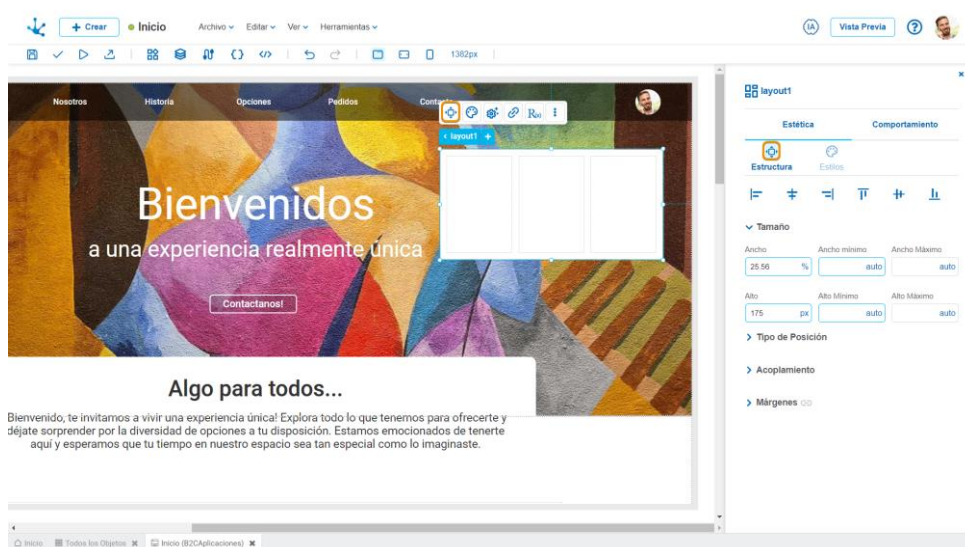 + Crear
Inicio
Archivo
Editar
Ver
Herramientas
IA
Vista Previa
?
1382px
layout1
Estética
Comportamiento
Estructura
Estilos
Tamaño
Ancho
Ancho mínimo
Ancho Máximo
25.56 %
auto
auto
Alto
Alto Mínimo
Alto Máximo
175 px
auto
auto
Tipo de Posición
Acoplamiento
Márgenes
Nosotros
Historia
Opciones
Pedidos
layout1 +
Bienvenidos
a una experiencia realmente única
Contactanos!
Algo para todos...
Bienvenido, te invitamos a vivir una experiencia única! Explora todo lo que tenemos para ofrecerte y
déjate sorprender por la diversidad de opciones a tu disposición. Estamos emocionados de tenerte
aquí y esperamos que tu tiempo en nuestro espacio sea tan especial como lo imaginaste.
Inicio
Todos los Objetos
Inicio (B2CAplicaciones)